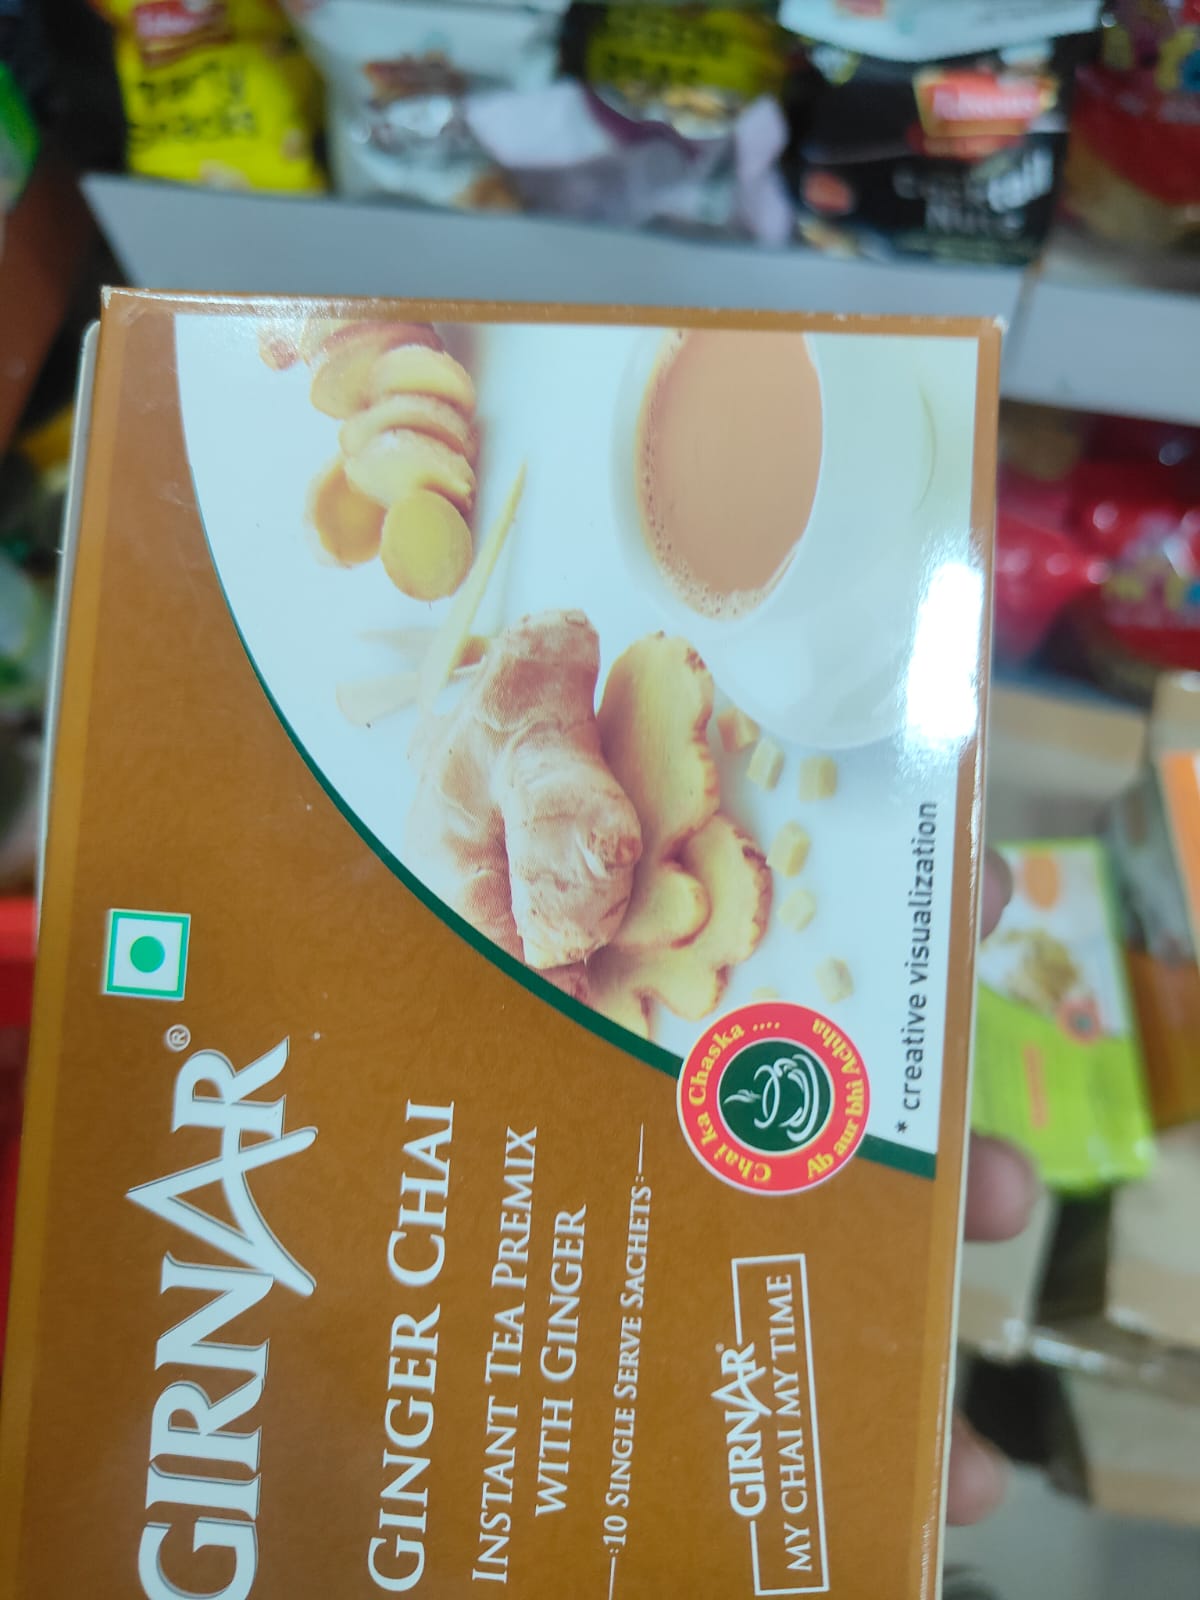 GIRNAR®
GINGER CHAI
INSTANT TEA PREMIX
WITH GINGER
10 SINGLE SERVE SACHETS
GIRNAR
MY CHAI MY TIME
Chai ka Chaska ....
Ab aur bhi Achha
* creative visualization